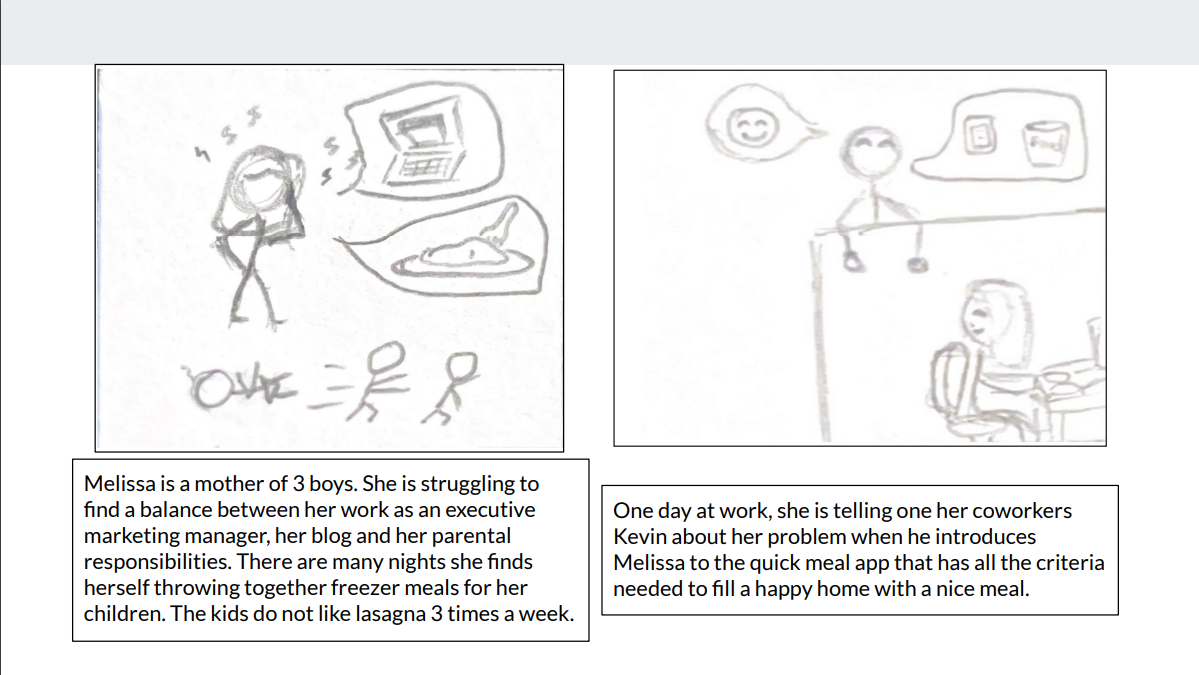 Melissa is a mother of 3 boys. She is struggling to
find a balance between her work as an executive
marketing manager, her blog and her parental
responsibilities. There are many nights she finds
herself throwing together freezer meals for her
children. The kids do not like lasagna 3 times a week.
One day at work, she is telling one her coworkers
Kevin about her problem when he introduces
Melissa to the quick meal app that has all the criteria
needed to fill a happy home with a nice meal.